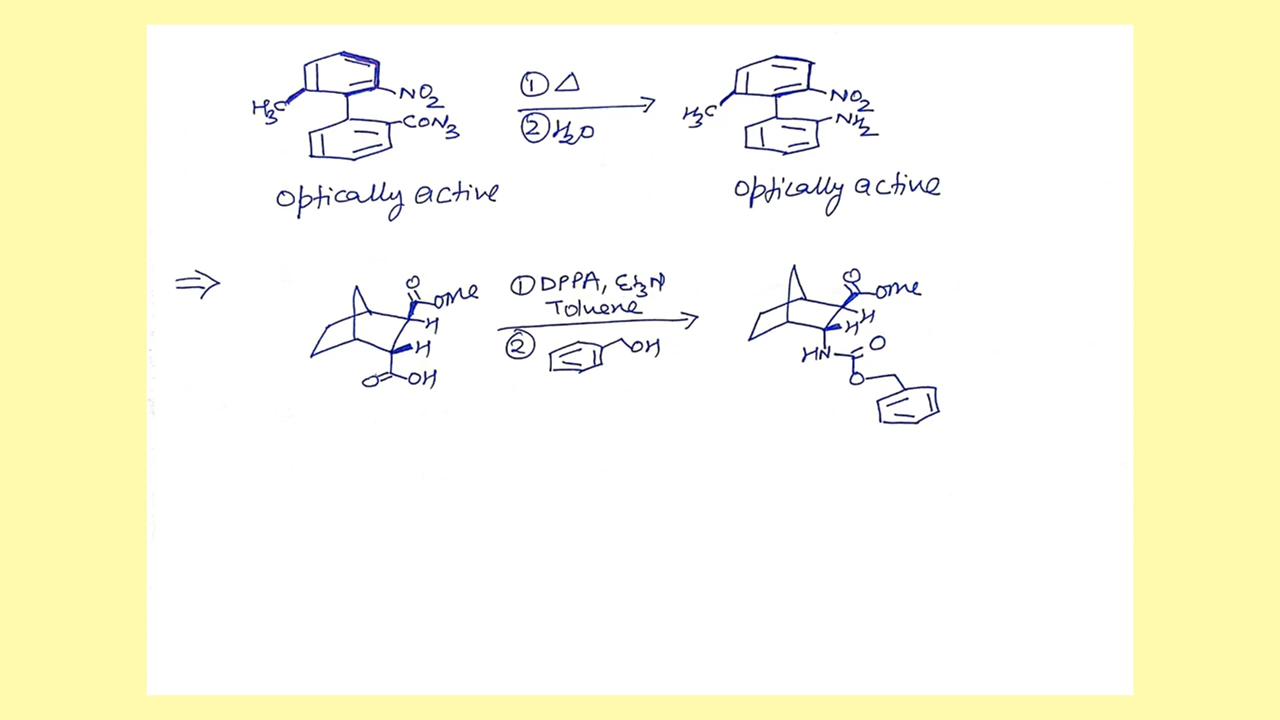 ① △
H₃C NO₂ CON₃
② H₂O
H₃C NO₂ NH₂
optically active
optically active
⇒
O OMe H H O OH
① DPPA, Et₃N
Toluene
② OH
O OMe H H
HN O
O